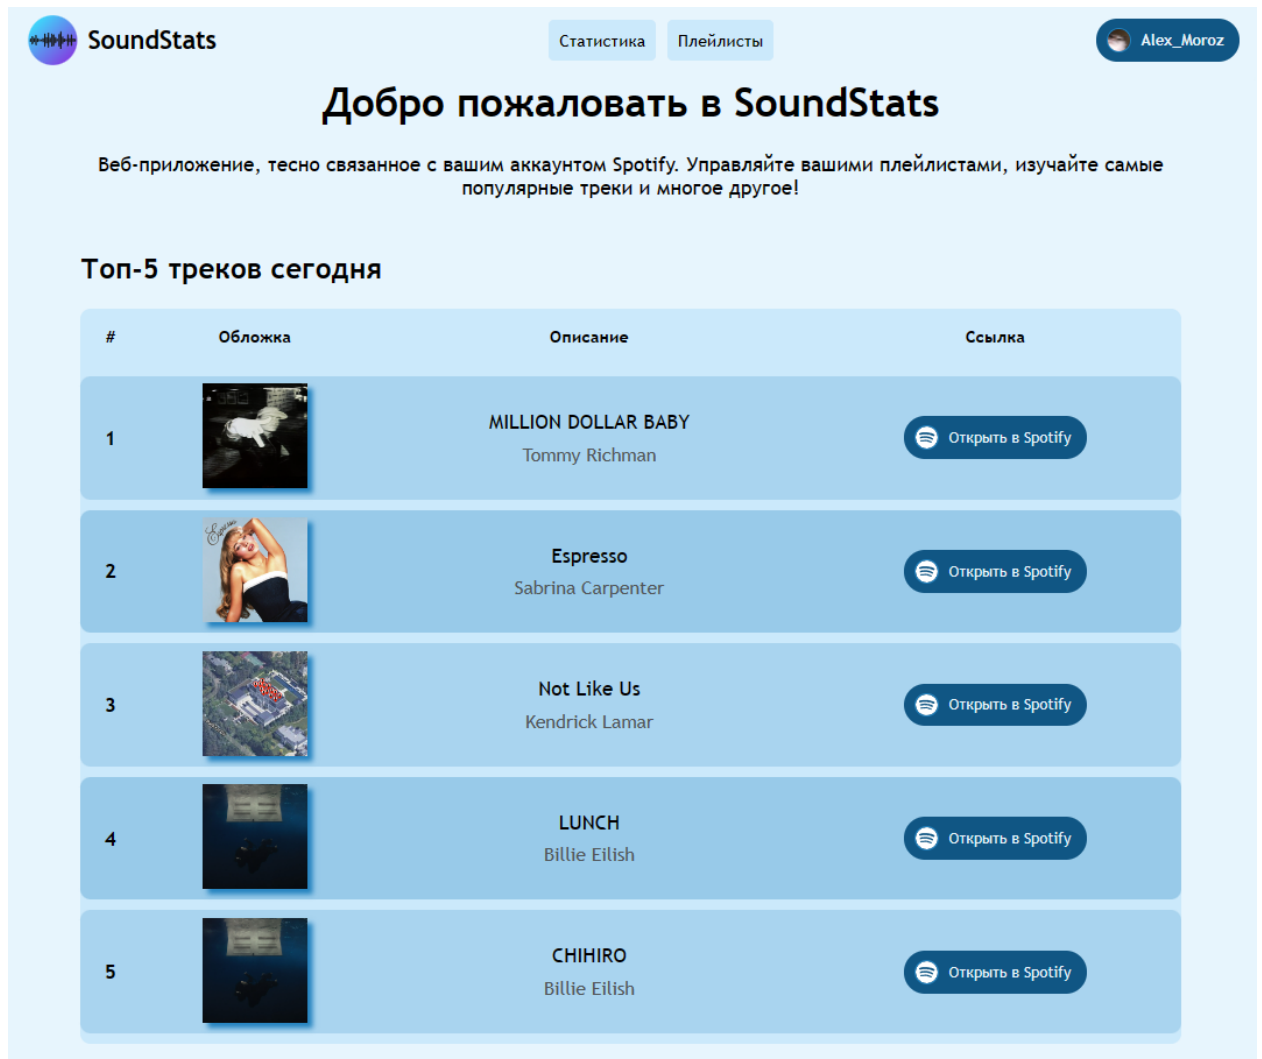 SoundStats
Статистика
Плейлисты
Alex_Moroz
Добро пожаловать в SoundStats
Веб-приложение, тесно связанное с вашим аккаунтом Spotify. Управляйте вашими плейлистами, изучайте самые
популярные треки и многое другое!
Топ-5 треков сегодня
# Обложка Описание Ссылка
1
MILLION DOLLAR BABY
Tommy Richman
Открыть в Spotify
2
Espresso
Espresso
Sabrina Carpenter
Открыть в Spotify
3
Not Like Us
Kendrick Lamar
Открыть в Spotify
4
LUNCH
Billie Eilish
Открыть в Spotify
5
CHIHIRO
Billie Eilish
Открыть в Spotify